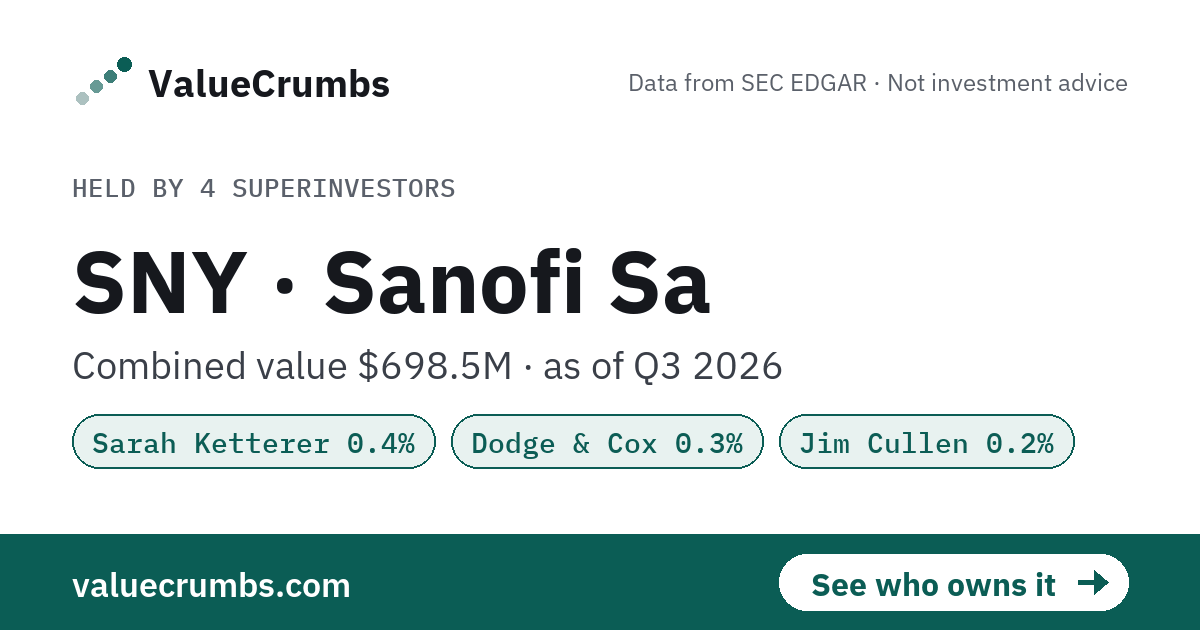 ValueCrumbs
Data from SEC EDGAR · Not investment advice
HELD BY 4 SUPERINVESTORS
SNY · Sanofi Sa
Combined value $698.5M · as of Q3 2026
Sarah Ketterer 0.4%
Dodge & Cox 0.3%
Jim Cullen 0.2%
valuecrumbs.com
See who owns it →